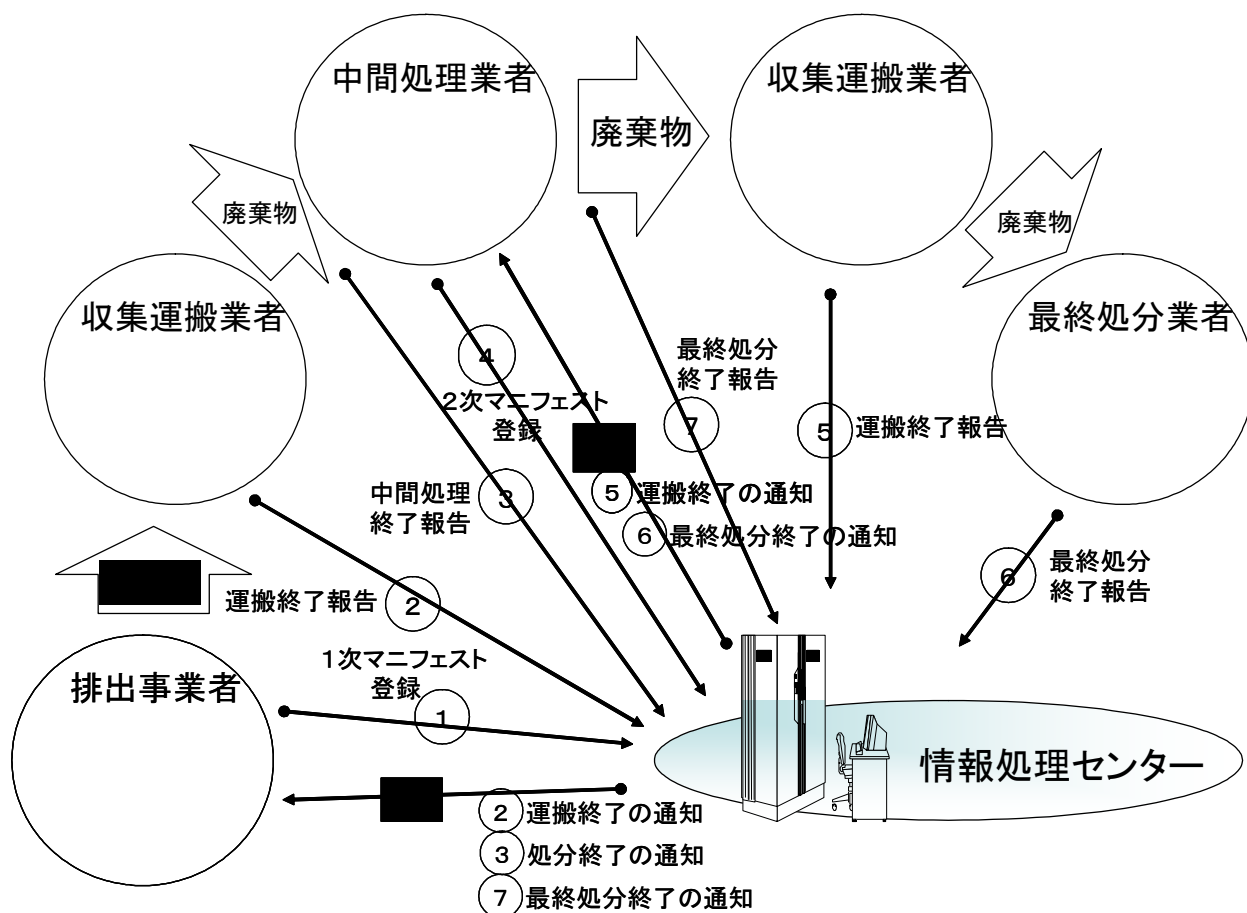 中間処理業者
収集運搬業者
廃棄物
廃棄物
廃棄物
収集運搬業者
最終処分業者
最終処分
終了報告
④
2次マニフェスト
登録
⑦
⑤
運搬終了報告
中間処理
終了報告
③
⑤運搬終了の通知
⑥最終処分終了の通知
⑥
最終処分
終了報告
運搬終了報告
②
1次マニフェスト
登録
①
排出事業者
情報処理センター
②運搬終了の通知
③処分終了の通知
⑦最終処分終了の通知